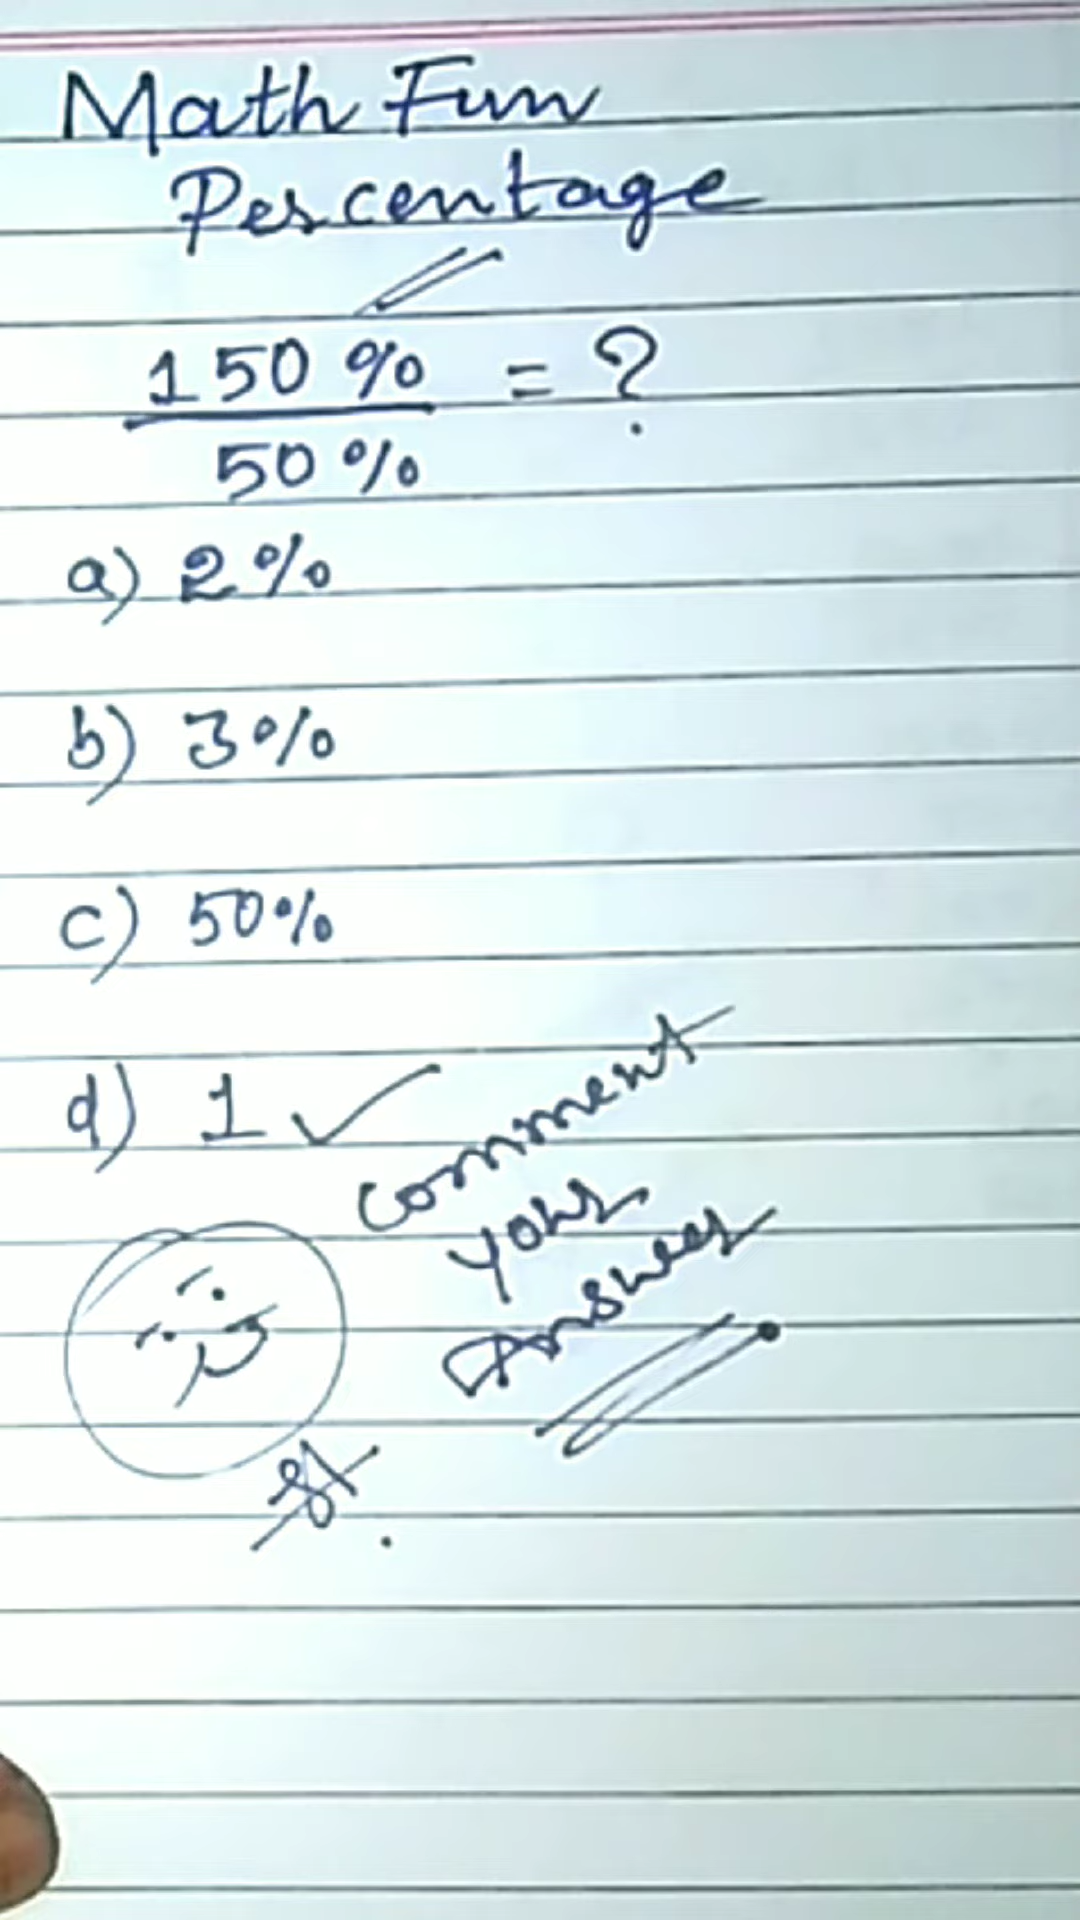 Math Fun
Percentage
150 % = ?
50 %
a) 2%
b) 3%
c) 50%
d) 1 ✓
Comment
your
Answer